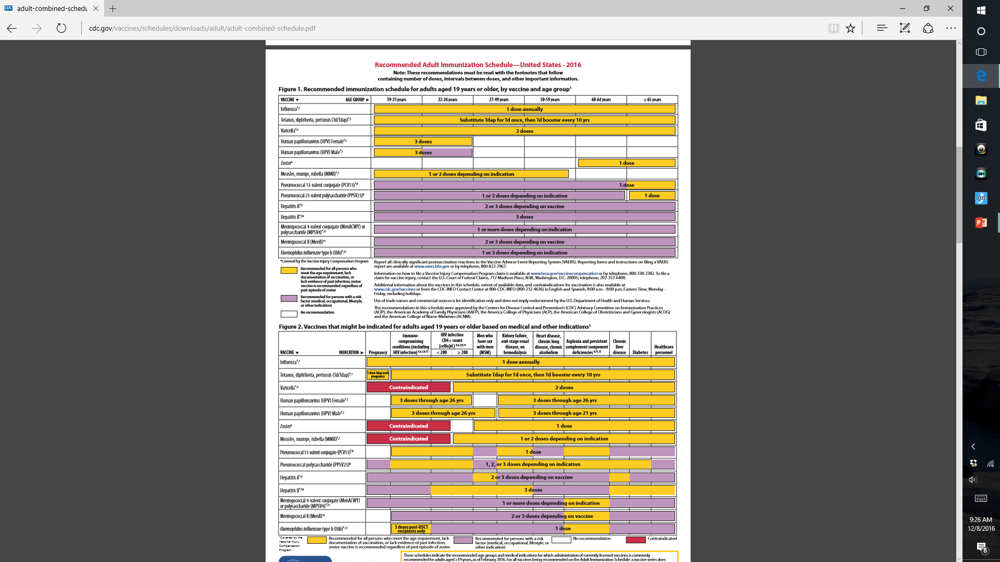 adult-combined-schedu
cdc.gov/vaccines/schedules/downloads/adult/adult-combined-schedule.pdf
Recommended Adult Immunization Schedule—United States - 2016
Note: These recommendations must be read with the footnotes that follow
containing number of doses, intervals between doses, and other important information.
Figure 1. Recommended immunization schedule for adults aged 19 years or older, by vaccine and age group1
VACCINE ▼ AGE GROUP ► 19-21 years 22-26 years 27-49 years 50-59 years 60-64 years ≥ 65 years
Influenza*,2 1 dose annually
Tetanus, diphtheria, pertussis (Td/Tdap)*,3 Substitute Tdap for Td once, then Td booster every 10 yrs
Varicella*,4 2 doses
Human papillomavirus (HPV) Female*,5 3 doses
Human papillomavirus (HPV) Male*,5 3 doses
Zoster6 1 dose
Measles, mumps, rubella (MMR)*,7 1 or 2 doses depending on indication
Pneumococcal 13-valent conjugate (PCV13)*,8 1 dose
Pneumococcal 23-valent polysaccharide (PPSV23)8 1 or 2 doses depending on indication 1 dose
Hepatitis A*,9 2 or 3 doses depending on vaccine
Hepatitis B*,10 3 doses
Meningococcal 4-valent conjugate (MenACWY) or
polysaccharide (MPSV4)*,11 1 or more doses depending on indication
Meningococcal B (MenB)11 2 or 3 doses depending on vaccine
Haemophilus influenzae type b (Hib)*,12 1 or 3 doses depending on indication
*Covered by the Vaccine Injury Compensation Program
Recommended for all persons who
meet the age requirement, lack
documentation of vaccination, or
lack evidence of past infection; zoster
vaccine is recommended regardless of
past episode of zoster
Recommended for persons with a risk
factor (medical, occupational, lifestyle,
or other indication)
No recommendation
Report all clinically significant postvaccination reactions to the Vaccine Adverse Event Reporting System (VAERS). Reporting forms and instructions on filing a VAERS
report are available at www.vaers.hhs.gov or by telephone, 800-822-7967.
Information on how to file a Vaccine Injury Compensation Program claim is available at www.hrsa.gov/vaccinecompensation or by telephone, 800-338-2382. To file a
claim for vaccine injury, contact the U.S. Court of Federal Claims, 717 Madison Place, N.W., Washington, D.C. 20005; telephone, 202-357-6400.
Additional information about the vaccines in this schedule, extent of available data, and contraindications for vaccination is also available at
www.cdc.gov/vaccines or from the CDC-INFO Contact Center at 800-CDC-INFO (800-232-4636) in English and Spanish, 8:00 a.m. - 8:00 p.m. Eastern Time, Monday -
Friday, excluding holidays.
Use of trade names and commercial sources is for identification only and does not imply endorsement by the U.S. Department of Health and Human Services.
The recommendations in this schedule were approved by the Centers for Disease Control and Prevention's (CDC) Advisory Committee on Immunization Practices
(ACIP), the American Academy of Family Physicians (AAFP), the America College of Physicians (ACP), the American College of Obstetricians and Gynecologists (ACOG)
and the American College of Nurse-Midwives (ACNM).
Figure 2. Vaccines that might be indicated for adults aged 19 years or older based on medical and other indications1
VACCINE ▼ INDICATION ► Pregnancy
Immuno-
compromising
conditions (excluding
HIV infection) 4,6,7,8,13
HIV infection
CD4+ count
(cells/μL) 4,6,7,8,13
< 200 ≥ 200
Men who
have sex
with men
(MSM)
Kidney failure,
end-stage renal
disease, on
hemodialysis
Heart disease,
chronic lung
disease, chronic
alcoholism
Asplenia and persistent
complement component
deficiencies 8,11,12
Chronic
liver
disease
Diabetes
Healthcare
personnel
Influenza*,2 1 dose annually
Tetanus, diphtheria, pertussis (Td/Tdap)*,3 1 dose Tdap each
pregnancy Substitute Tdap for Td once, then Td booster every 10 yrs
Varicella*,4 Contraindicated 2 doses
Human papillomavirus (HPV) Female*,5 3 doses through age 26 yrs 3 doses through age 26 yrs
Human papillomavirus (HPV) Male*,5 3 doses through age 26 yrs 3 doses through age 21 yrs
Zoster6 Contraindicated 1 dose
Measles, mumps, rubella (MMR)*,7 Contraindicated 1 or 2 doses depending on indication
Pneumococcal 13-valent conjugate (PCV13)*,8 1 dose
Pneumococcal polysaccharide (PPSV23)8 1, 2, or 3 doses depending on indication
Hepatitis A*,9 2 or 3 doses depending on vaccine
Hepatitis B*,10 3 doses
Meningococcal 4-valent conjugate (MenACWY)
or polysaccharide (MPSV4)*,11 1 or more doses depending on indication
Meningococcal B (MenB)11 2 or 3 doses depending on vaccine
Haemophilus influenzae type b (Hib)*,12 3 doses post-HSCT
recipients only 1 dose
*Covered by the
Vaccine Injury
Compensation
Program
Recommended for all persons who meet the age requirement, lack
documentation of vaccination, or lack evidence of past infection;
zoster vaccine is recommended regardless of past episode of zoster
Recommended for persons with a risk
factor (medical, occupational, lifestyle, or
other indication)
No recommendation
Contraindicated
These schedules indicate the recommended age groups and medical indications for which administration of currently licensed vaccines is commonly
recommended for adults aged ≥19 years, as of February 2016. For all vaccines being recommended on the Adult Immunization Schedule: a vaccine series does
9:26 AM
12/8/2016
8